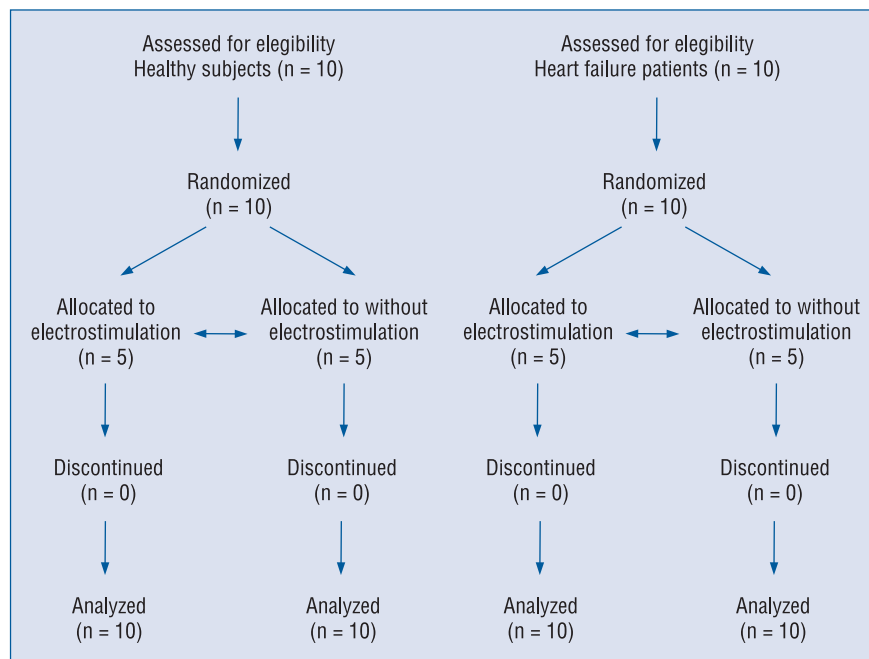 Assessed for elegibility
Healthy subjects (n = 10)
Assessed for elegibility
Heart failure patients (n = 10)
Randomized
(n = 10)
Randomized
(n = 10)
Allocated to
electrostimulation
(n = 5)
Allocated to without
electrostimulation
(n = 5)
Allocated to
electrostimulation
(n = 5)
Allocated to without
electrostimulation
(n = 5)
Discontinued
(n = 0)
Discontinued
(n = 0)
Discontinued
(n = 0)
Discontinued
(n = 0)
Analyzed
(n = 10)
Analyzed
(n = 10)
Analyzed
(n = 10)
Analyzed
(n = 10)